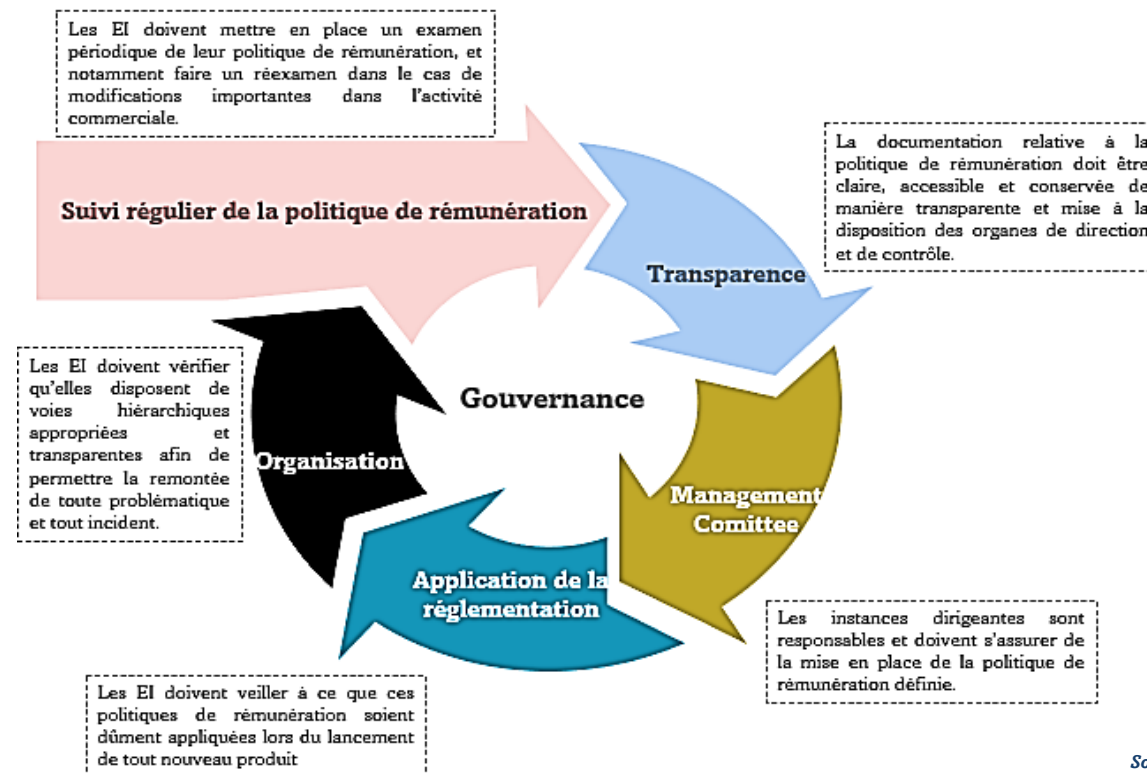 Les EI doivent mettre en place un examen
périodique de leur politique de rémunération, et
notamment faire un réexamen dans le cas de
modifications importantes dans l'activité
commerciale.
Suivi régulier de la politique de rémunération
La documentation relative à la
politique de rémunération doit être
claire, accessible et conservée de
manière transparente et mise à la
disposition des organes de direction
et de contrôle.
Transparence
Les EI doivent vérifier
qu'elles disposent de
voies hiérarchiques
appropriées et
transparentes afin de
permettre la remontée
de toute problématique
et tout incident.
Gouvernance
Organisation
Management
Comittee
Application de la
réglementation
Les instances dirigeantes sont
responsables et doivent s'assurer de
la mise en place de la politique de
rémunération définie.
Les EI doivent veiller à ce que ces
politiques de rémunération soient
dûment appliquées lors du lancement
de tout nouveau produit